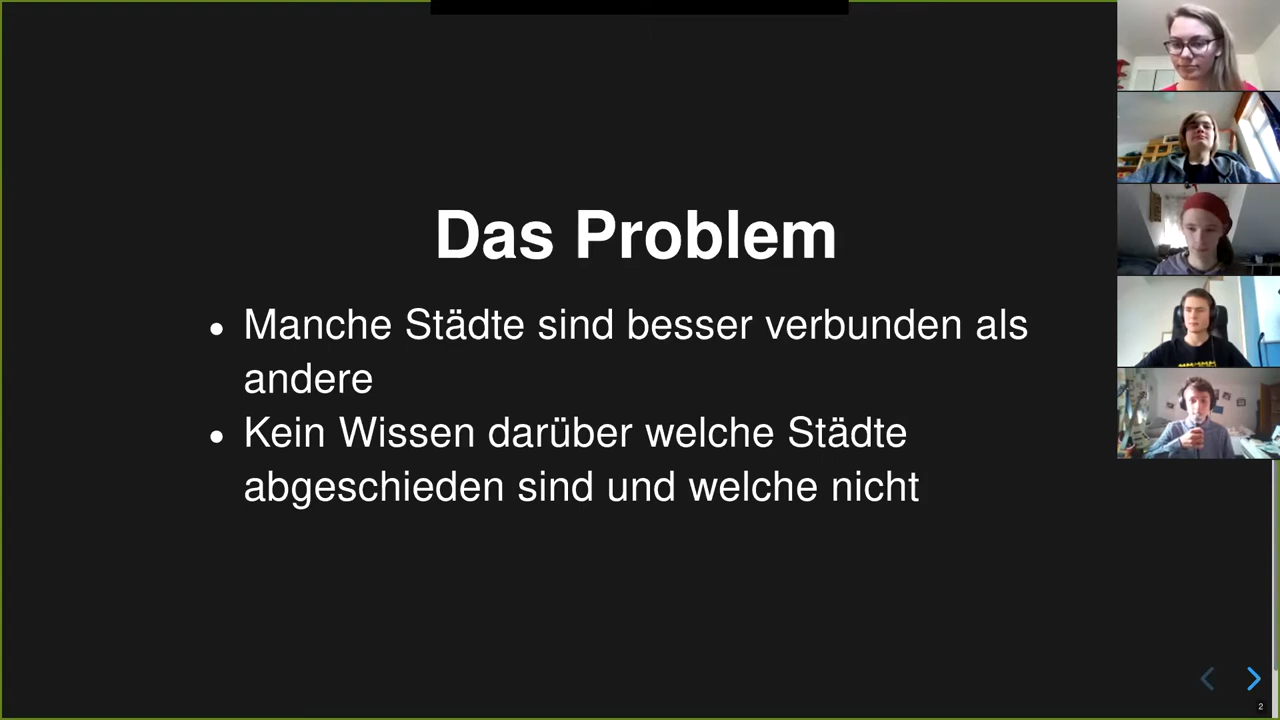 Das Problem
Manche Städte sind besser verbunden als
andere
Kein Wissen darüber welche Städte
abgeschieden sind und welche nicht
2